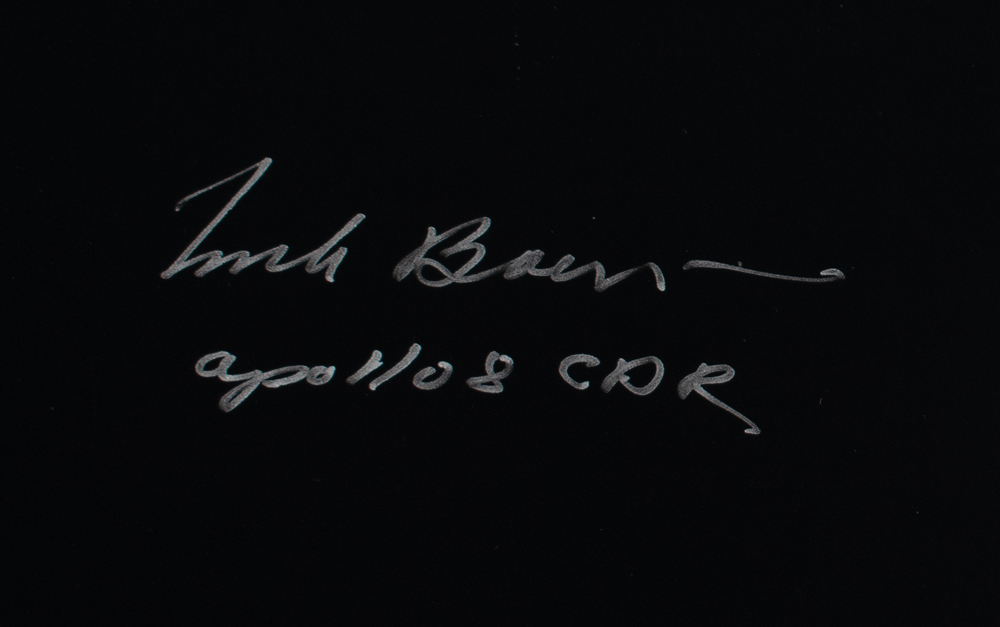 Frank Borman
Apollo 8 CDR